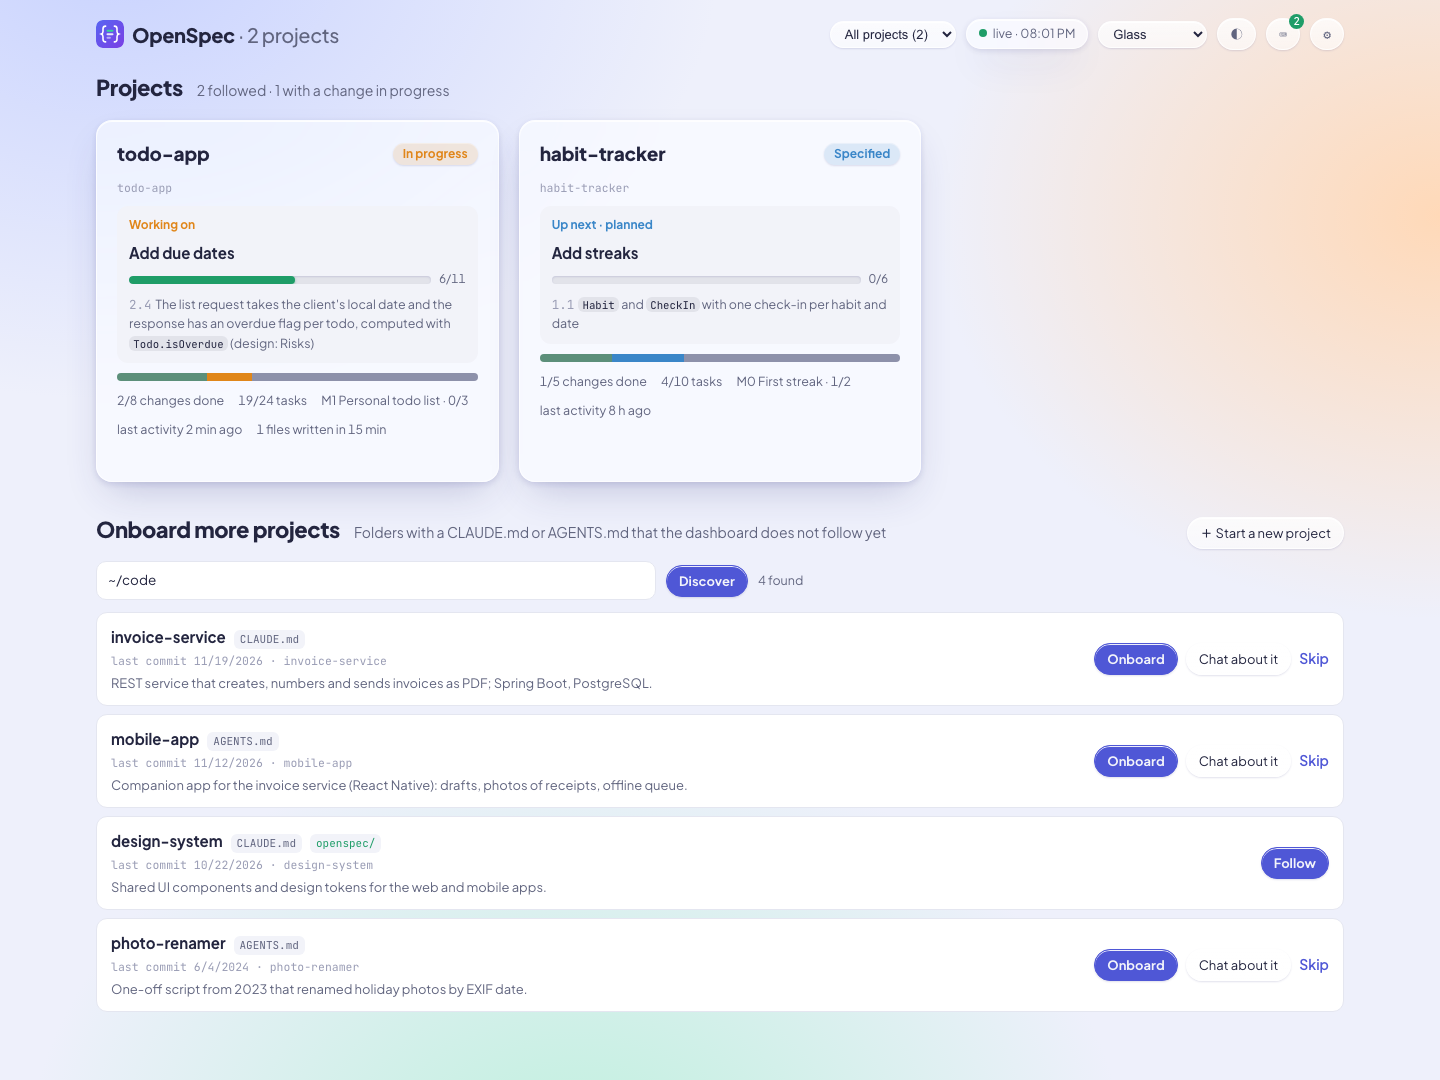 OpenSpec · 2 projects
All projects (2)
live · 08:01 PM
Glass
2
Projects
2 followed · 1 with a change in progress
todo-app
In progress
todo-app
Working on
Add due dates
6/11
2.4 The list request takes the client's local date and the
response has an overdue flag per todo, computed with
Todo.isOverdue (design: Risks)
2/8 changes done 19/24 tasks M1 Personal todo list · 0/3
last activity 2 min ago 1 files written in 15 min
habit-tracker
Specified
habit-tracker
Up next · planned
Add streaks
0/6
1.1 Habit and CheckIn with one check-in per habit and
date
1/5 changes done 4/10 tasks M0 First streak · 1/2
last activity 8 h ago
Onboard more projects
Folders with a CLAUDE.md or AGENTS.md that the dashboard does not follow yet
+ Start a new project
~/code
Discover
4 found
invoice-service CLAUDE.md
last commit 11/19/2026 · invoice-service
REST service that creates, numbers and sends invoices as PDF; Spring Boot, PostgreSQL.
Onboard
Chat about it
Skip
mobile-app AGENTS.md
last commit 11/12/2026 · mobile-app
Companion app for the invoice service (React Native): drafts, photos of receipts, offline queue.
Onboard
Chat about it
Skip
design-system CLAUDE.md openspec/
last commit 10/22/2026 · design-system
Shared UI components and design tokens for the web and mobile apps.
Follow
photo-renamer AGENTS.md
last commit 6/4/2024 · photo-renamer
One-off script from 2023 that renamed holiday photos by EXIF date.
Onboard
Chat about it
Skip